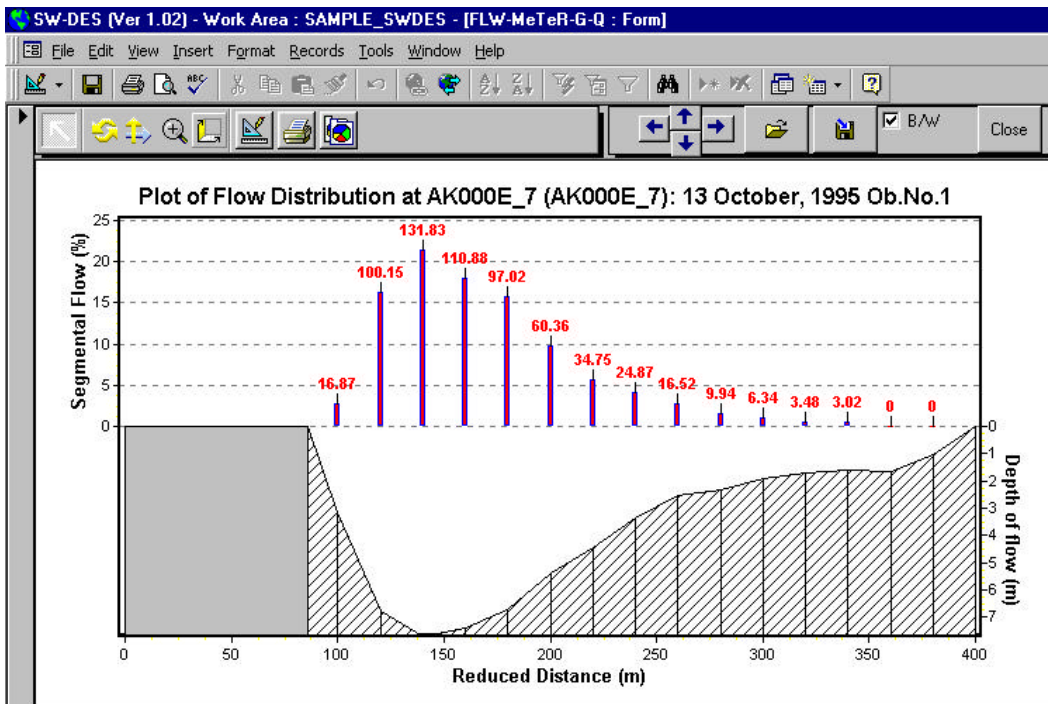 SW-DES (Ver 1.02) - Work Area : SAMPLE_SWDES - [FLW-MeTeR-G-Q : Form]
File Edit View Insert Format Records Tools Window Help
ABC
A Z Z A
B/W Close
Plot of Flow Distribution at AK000E_7 (AK000E_7): 13 October, 1995 Ob.No.1
Segmental Flow (%)
25
20
15
10
5
0
16.87 100.15 131.83 110.88 97.02 60.36 34.75 24.87 16.52 9.94 6.34 3.48 3.02 0 0
0
-1
-2
-3
-4
-5
-6
-7
Depth of flow (m)
0 50 100 150 200 250 300 350 400
Reduced Distance (m)